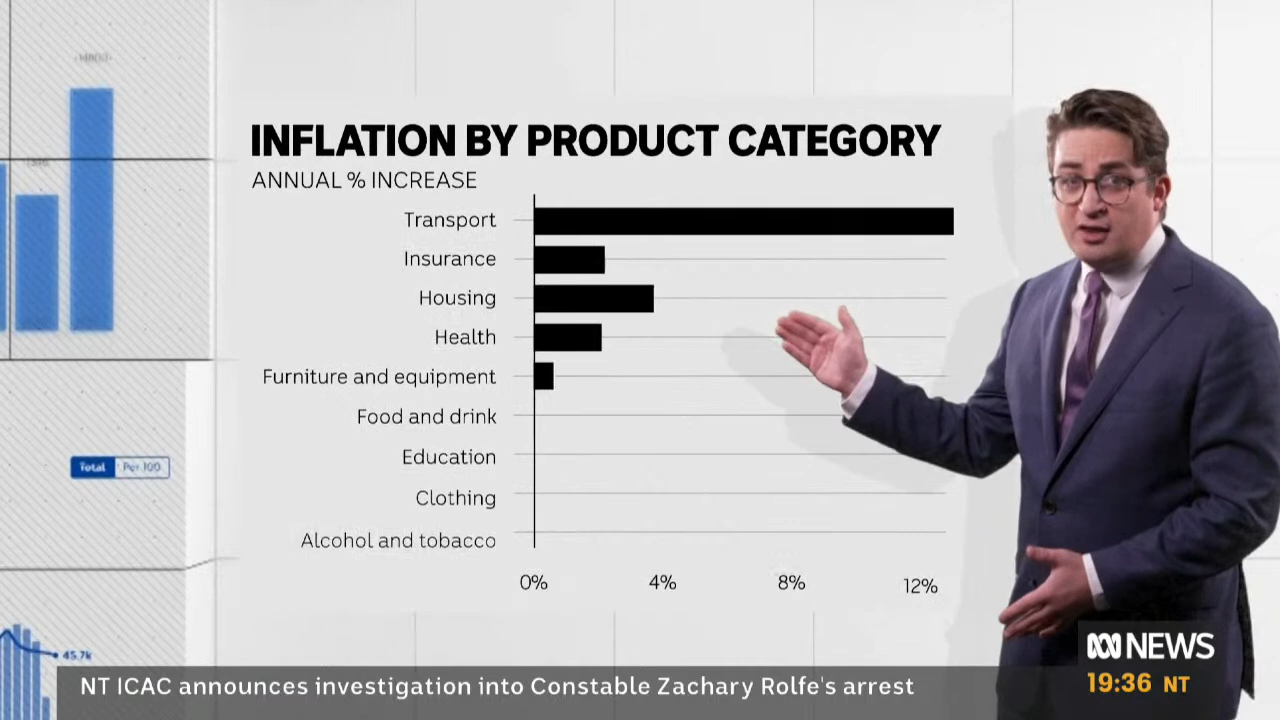 INFLATION BY PRODUCT CATEGORY
ANNUAL % INCREASE
Transport
Insurance
Housing
Health
Furniture and equipment
Food and drink
Education
Clothing
Alcohol and tobacco
0% 4% 8% 12%
Total Per 100
45.7k
NEWS
19:36 NT
NT ICAC announces investigation into Constable Zachary Rolfe's arrest